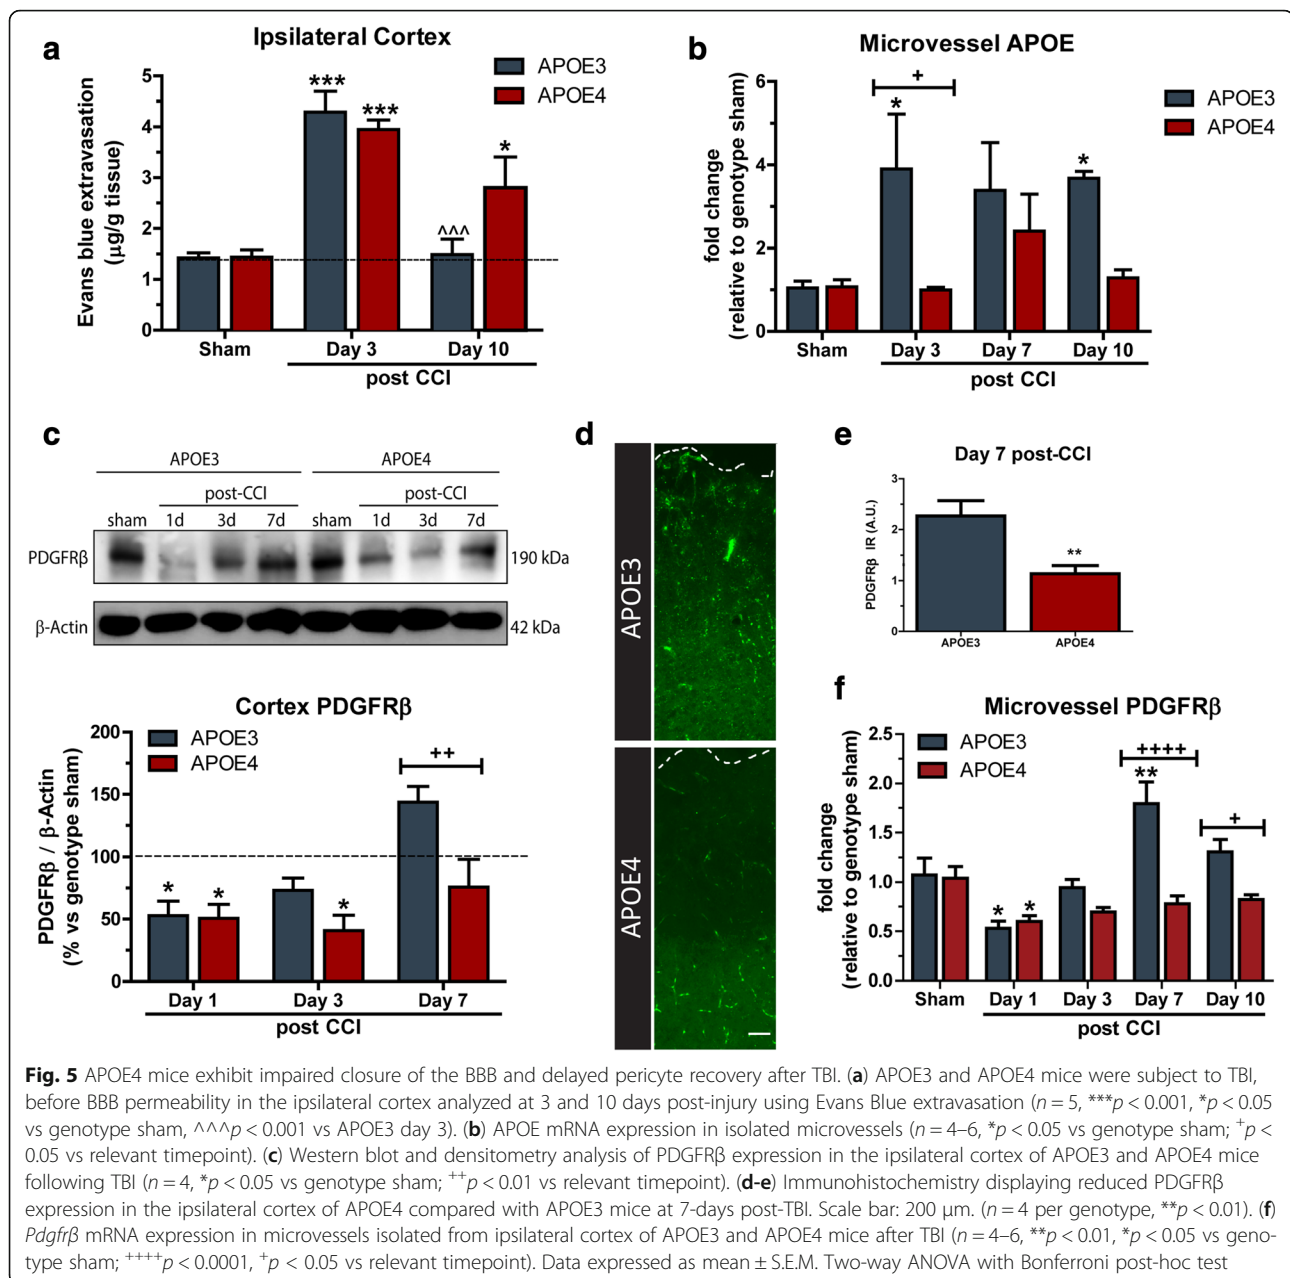 a
Ipsilateral Cortex
APOE3
APOE4
Evans blue extravasation
(µg/g tissue)
5
4
3
2
1
0
***
***
^^^
*
Sham
Day 3
Day 10
post CCI
b
Microvessel APOE
APOE3
APOE4
fold change
(relative to genotype sham)
6
4
2
0
+
*
*
Sham
Day 3
Day 7
Day 10
post CCI
c
APOE3 APOE4
post-CCI post-CCI
sham 1d 3d 7d sham 1d 3d 7d
PDGFRβ 190 kDa
β-Actin 42 kDa
Cortex PDGFRβ
APOE3
APOE4
PDGFRβ / β-Actin
(% vs genotype sham)
200
150
100
50
0
*
*
*
++
Day 1
Day 3
Day 7
post CCI
d
APOE3
APOE4
e
Day 7 post-CCI
PDGFRβ IR (A.U.)
3
2
1
0
**
APOE3
APOE4
f
Microvessel PDGFRβ
APOE3
APOE4
fold change
(relative to genotype sham)
2.5
2.0
1.5
1.0
0.5
0.0
*
*
++++
**
+
Sham
Day 1
Day 3
Day 7
Day 10
post CCI
Fig. 5 APOE4 mice exhibit impaired closure of the BBB and delayed pericyte recovery after TBI. (a) APOE3 and APOE4 mice were subject to TBI,
before BBB permeability in the ipsilateral cortex analyzed at 3 and 10 days post-injury using Evans Blue extravasation (n = 5, ***p < 0.001, *p < 0.05
vs genotype sham, ^^^p < 0.001 vs APOE3 day 3). (b) APOE mRNA expression in isolated microvessels (n = 4–6, *p < 0.05 vs genotype sham; +p <
0.05 vs relevant timepoint). (c) Western blot and densitometry analysis of PDGFRβ expression in the ipsilateral cortex of APOE3 and APOE4 mice
following TBI (n = 4, *p < 0.05 vs genotype sham; ++p < 0.01 vs relevant timepoint). (d-e) Immunohistochemistry displaying reduced PDGFRβ
expression in the ipsilateral cortex of APOE4 compared with APOE3 mice at 7-days post-TBI. Scale bar: 200 µm. (n = 4 per genotype, **p < 0.01). (f)
Pdgfrβ mRNA expression in microvessels isolated from ipsilateral cortex of APOE3 and APOE4 mice after TBI (n = 4–6, **p < 0.01, *p < 0.05 vs geno-
type sham; ++++p < 0.0001, +p < 0.05 vs relevant timepoint). Data expressed as mean ± S.E.M. Two-way ANOVA with Bonferroni post-hoc test